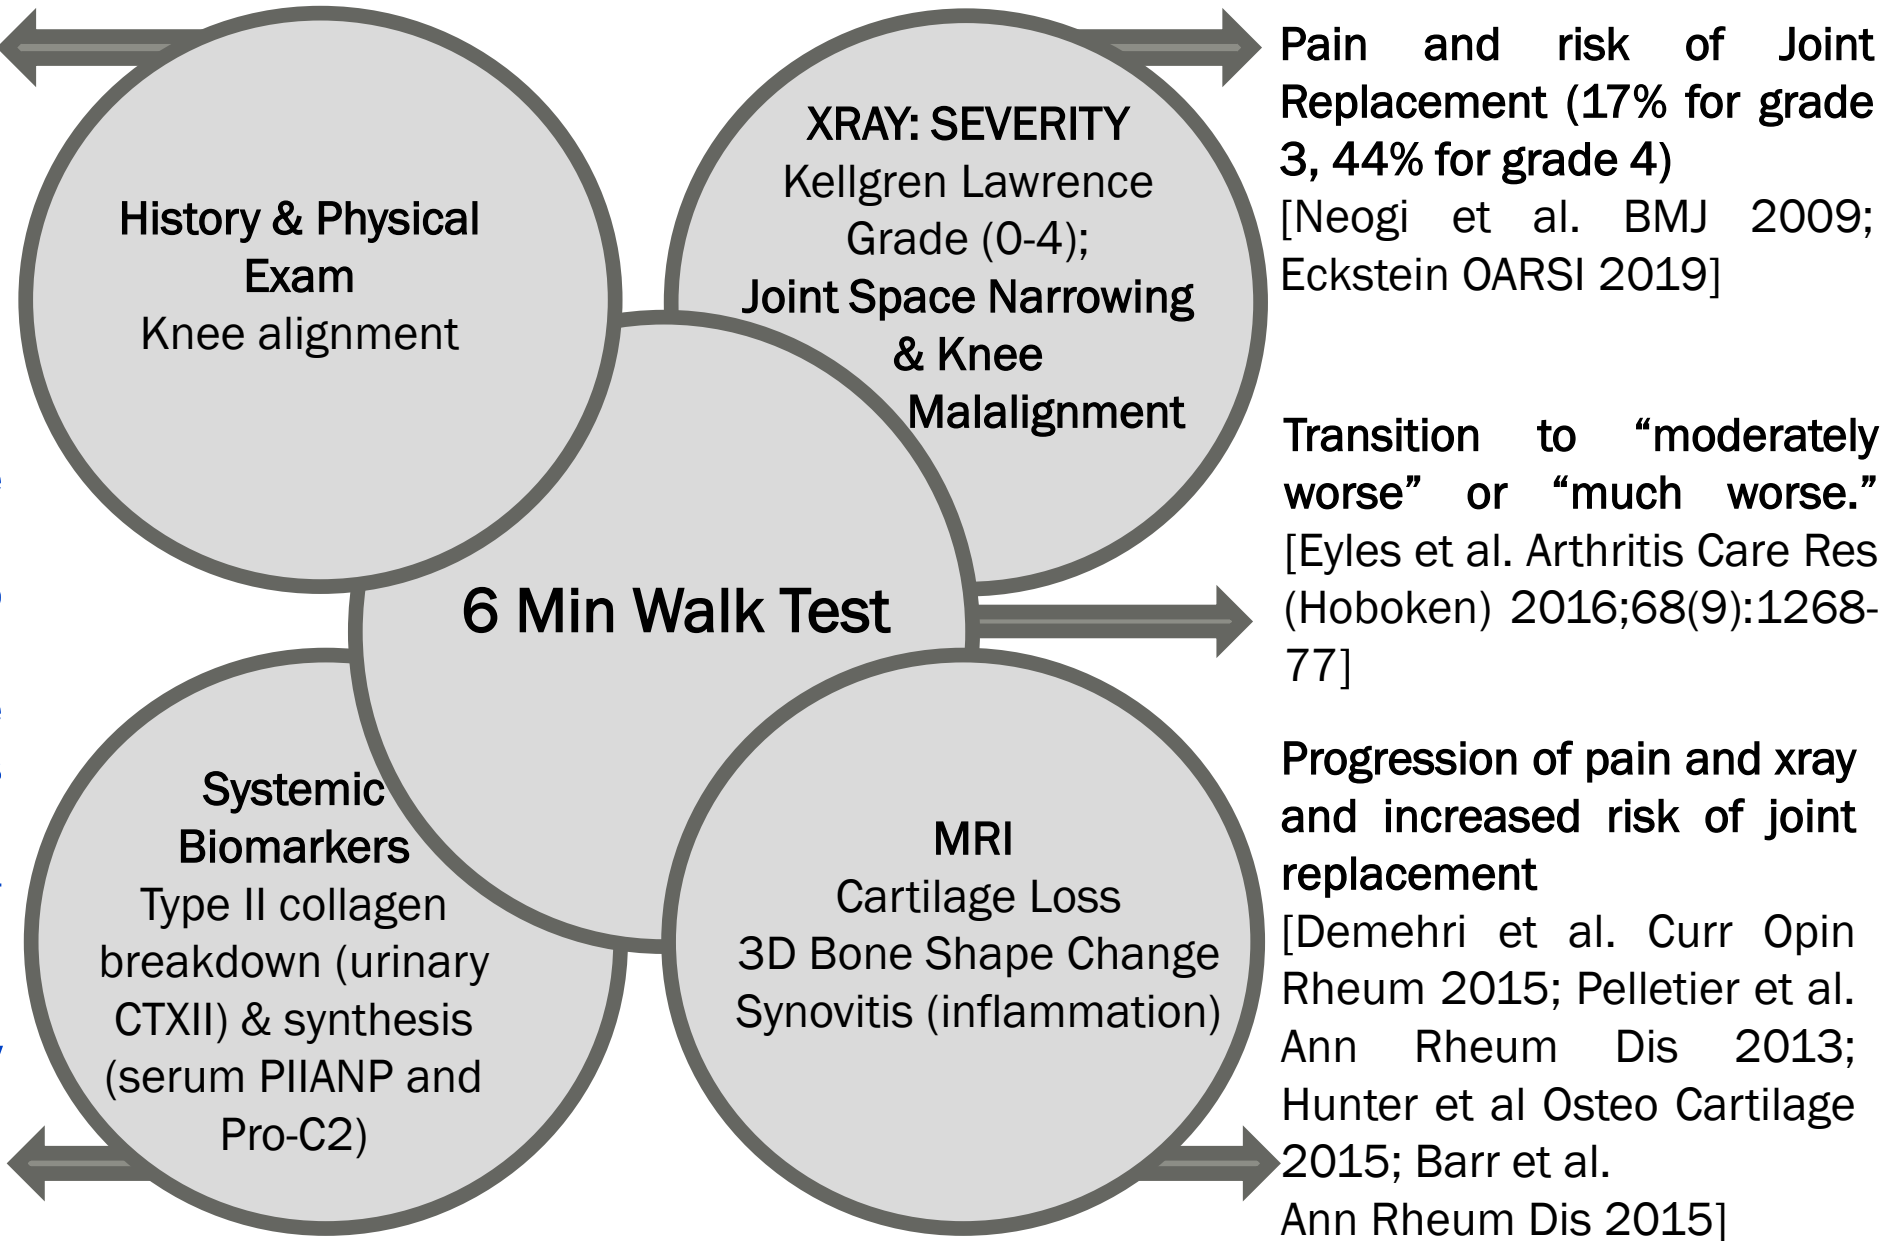 History & Physical
Exam
Knee alignment
XRAY: SEVERITY
Kellgren Lawrence
Grade (0-4);
Joint Space Narrowing
& Knee
Malalignment
Pain and risk of Joint
Replacement (17% for grade
3, 44% for grade 4)
[Neogi et al. BMJ 2009;
Eckstein OARSI 2019]
6 Min Walk Test
Transition to “moderately
worse” or “much worse.”
[Eyles et al. Arthritis Care Res
(Hoboken) 2016;68(9):1268-
77]
Systemic
Biomarkers
Type II collagen
breakdown (urinary
CTXII) & synthesis
(serum PIIANP and
Pro-C2)
MRI
Cartilage Loss
3D Bone Shape Change
Synovitis (inflammation)
Progression of pain and xray
and increased risk of joint
replacement
[Demehri et al. Curr Opin
Rheum 2015; Pelletier et al.
Ann Rheum Dis 2013;
Hunter et al Osteo Cartilage
2015; Barr et al.
Ann Rheum Dis 2015]